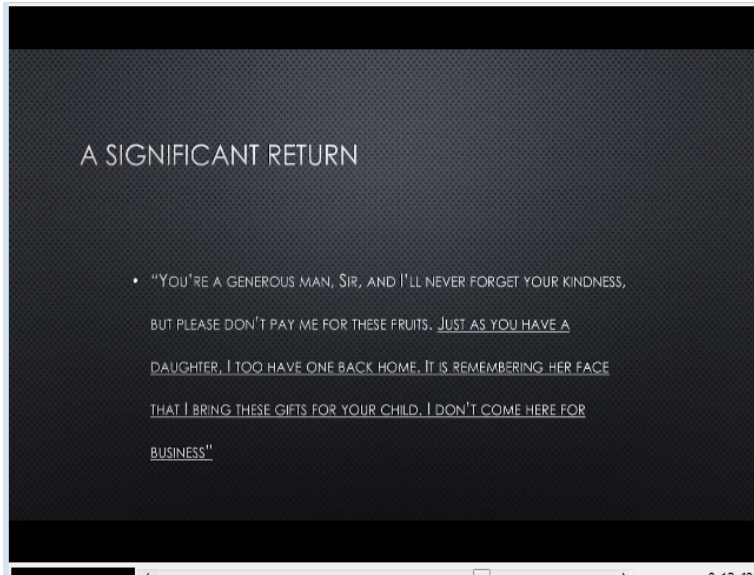 A SIGNIFICANT RETURN
• “YOU’RE A GENEROUS MAN, SIR, AND I’LL NEVER FORGET YOUR KINDNESS,
BUT PLEASE DON’T PAY ME FOR THESE FRUITS. JUST AS YOU HAVE A
DAUGHTER, I TOO HAVE ONE BACK HOME. IT IS REMEMBERING HER FACE
THAT I BRING THESE GIFTS FOR YOUR CHILD. I DON’T COME HERE FOR
BUSINESS”